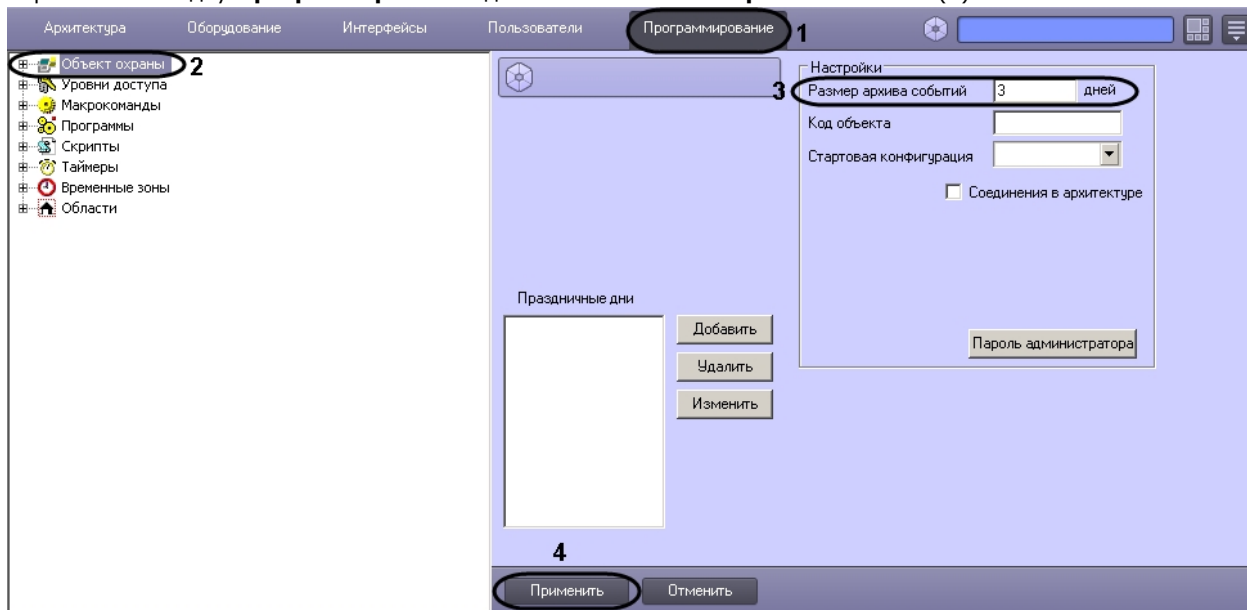 Архитектура Оборудование Интерфейсы Пользователи Программирование 1
Объект охраны 2
Уровни доступа
Макрокоманды
Программы
Скрипты
Таймеры
Временные зоны
Области
Настройки
3 Размер архива событий 3 дней
Код объекта
Стартовая конфигурация
Соединения в архитектуре
Пароль администратора
Праздничные дни
Добавить
Удалить
Изменить
4
Применить Отменить